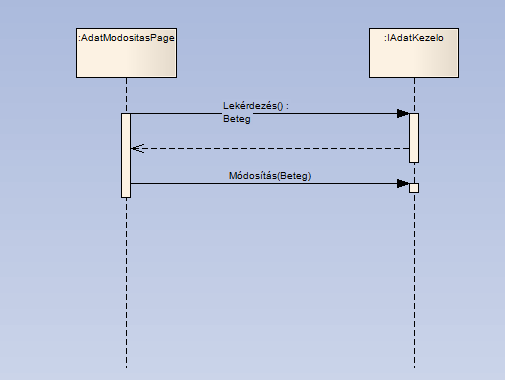 :AdatModositasPage
:IAdatKezelo
Lekérdezés() :
Beteg
Módosítás(Beteg)